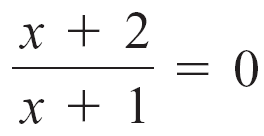 x + 2
x + 1
= 0